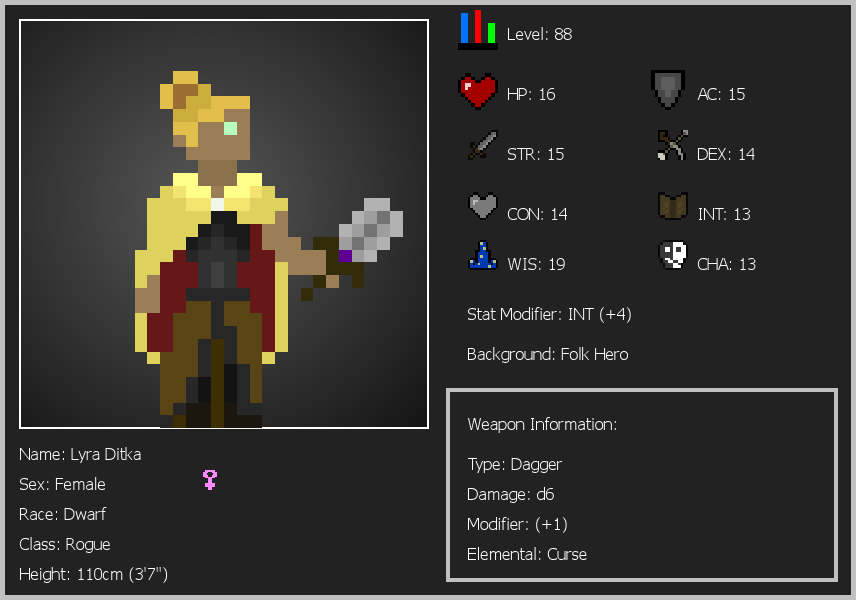 Level: 88
HP: 16
AC: 15
STR: 15
DEX: 14
CON: 14
INT: 13
WIS: 19
CHA: 13
Stat Modifier: INT (+4)
Background: Folk Hero
Weapon Information:
Type: Dagger
Damage: d6
Modifier: (+1)
Elemental: Curse
Name: Lyra Ditka
Sex: Female
Race: Dwarf
Class: Rogue
Height: 110cm (3'7")